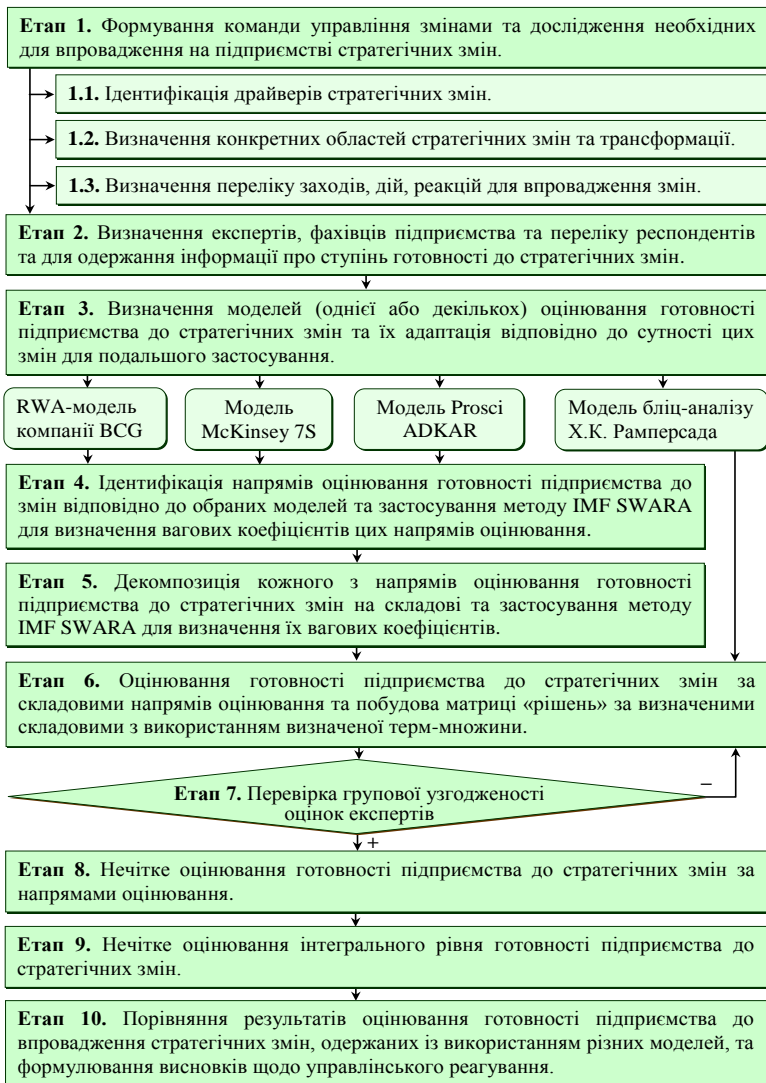 Етап 1. Формування команди управління змінами та дослідження необхідних
для впровадження на підприємстві стратегічних змін.
1.1. Ідентифікація драйверів стратегічних змін.
1.2. Визначення конкретних областей стратегічних змін та трансформації.
1.3. Визначення переліку заходів, дій, реакцій для впровадження змін.
Етап 2. Визначення експертів, фахівців підприємства та переліку респондентів
та для одержання інформації про ступінь готовності до стратегічних змін.
Етап 3. Визначення моделей (однієї або декількох) оцінювання готовності
підприємства до стратегічних змін та їх адаптація відповідно до сутності цих
змін для подальшого застосування.
RWA-модель
компанії BCG
Модель
McKinsey 7S
Модель Prosci
ADKAR
Модель бліц-аналізу
Х.К. Рамперсада
Етап 4. Ідентифікація напрямів оцінювання готовності підприємства до
змін відповідно до обраних моделей та застосування методу IMF SWARA
для визначення вагових коефіцієнтів цих напрямів оцінювання.
Етап 5. Декомпозиція кожного з напрямів оцінювання готовності
підприємства до стратегічних змін на складові та застосування методу
IMF SWARA для визначення їх вагових коефіцієнтів.
Етап 6. Оцінювання готовності підприємства до стратегічних змін за
складовими напрямів оцінювання та побудова матриці «рішень» за визначеними
складовими з використанням визначеної терм-множини.
Етап 7. Перевірка групової узгодженості
оцінок експертів
–
+
Етап 8. Нечітке оцінювання готовності підприємства до стратегічних змін за
напрямами оцінювання.
Етап 9. Нечітке оцінювання інтегрального рівня готовності підприємства до
стратегічних змін.
Етап 10. Порівняння результатів оцінювання готовності підприємства до
впровадження стратегічних змін, одержаних із використанням різних моделей, та
формулювання висновків щодо управлінського реагування.